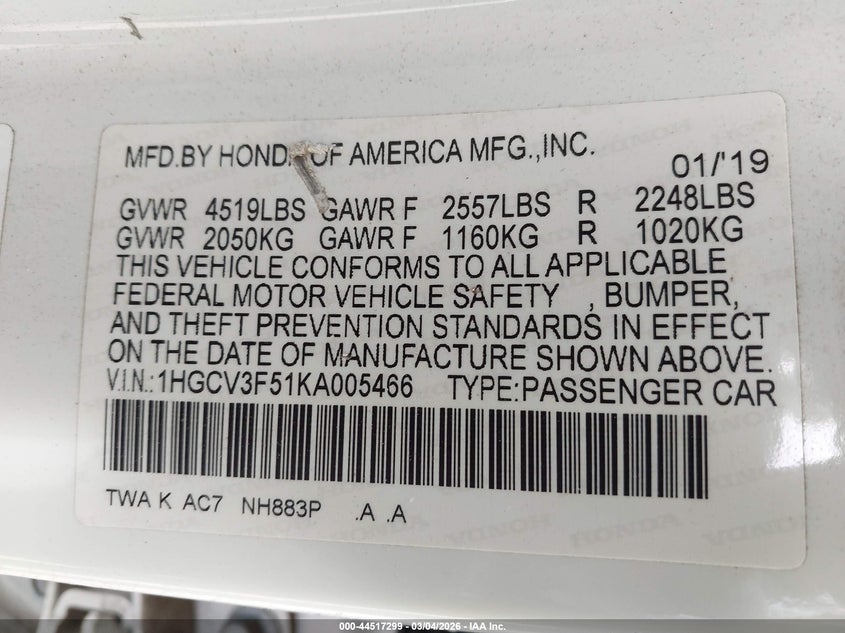 MFD.BY HONDA OF AMERICA MFG.,INC. 01/'19
GVWR 4519LBS GAWR F 2557LBS R 2248LBS
GVWR 2050KG GAWR F 1160KG R 1020KG
THIS VEHICLE CONFORMS TO ALL APPLICABLE
FEDERAL MOTOR VEHICLE SAFETY , BUMPER,
AND THEFT PREVENTION STANDARDS IN EFFECT
ON THE DATE OF MANUFACTURE SHOWN ABOVE.
V.I.N.:1HGCV3F51KA005466 TYPE:PASSENGER CAR
TWA K AC7 NH883P .A .A
HONDA HONDA
000-44517299 - 03/04/2026 - IAA Inc.